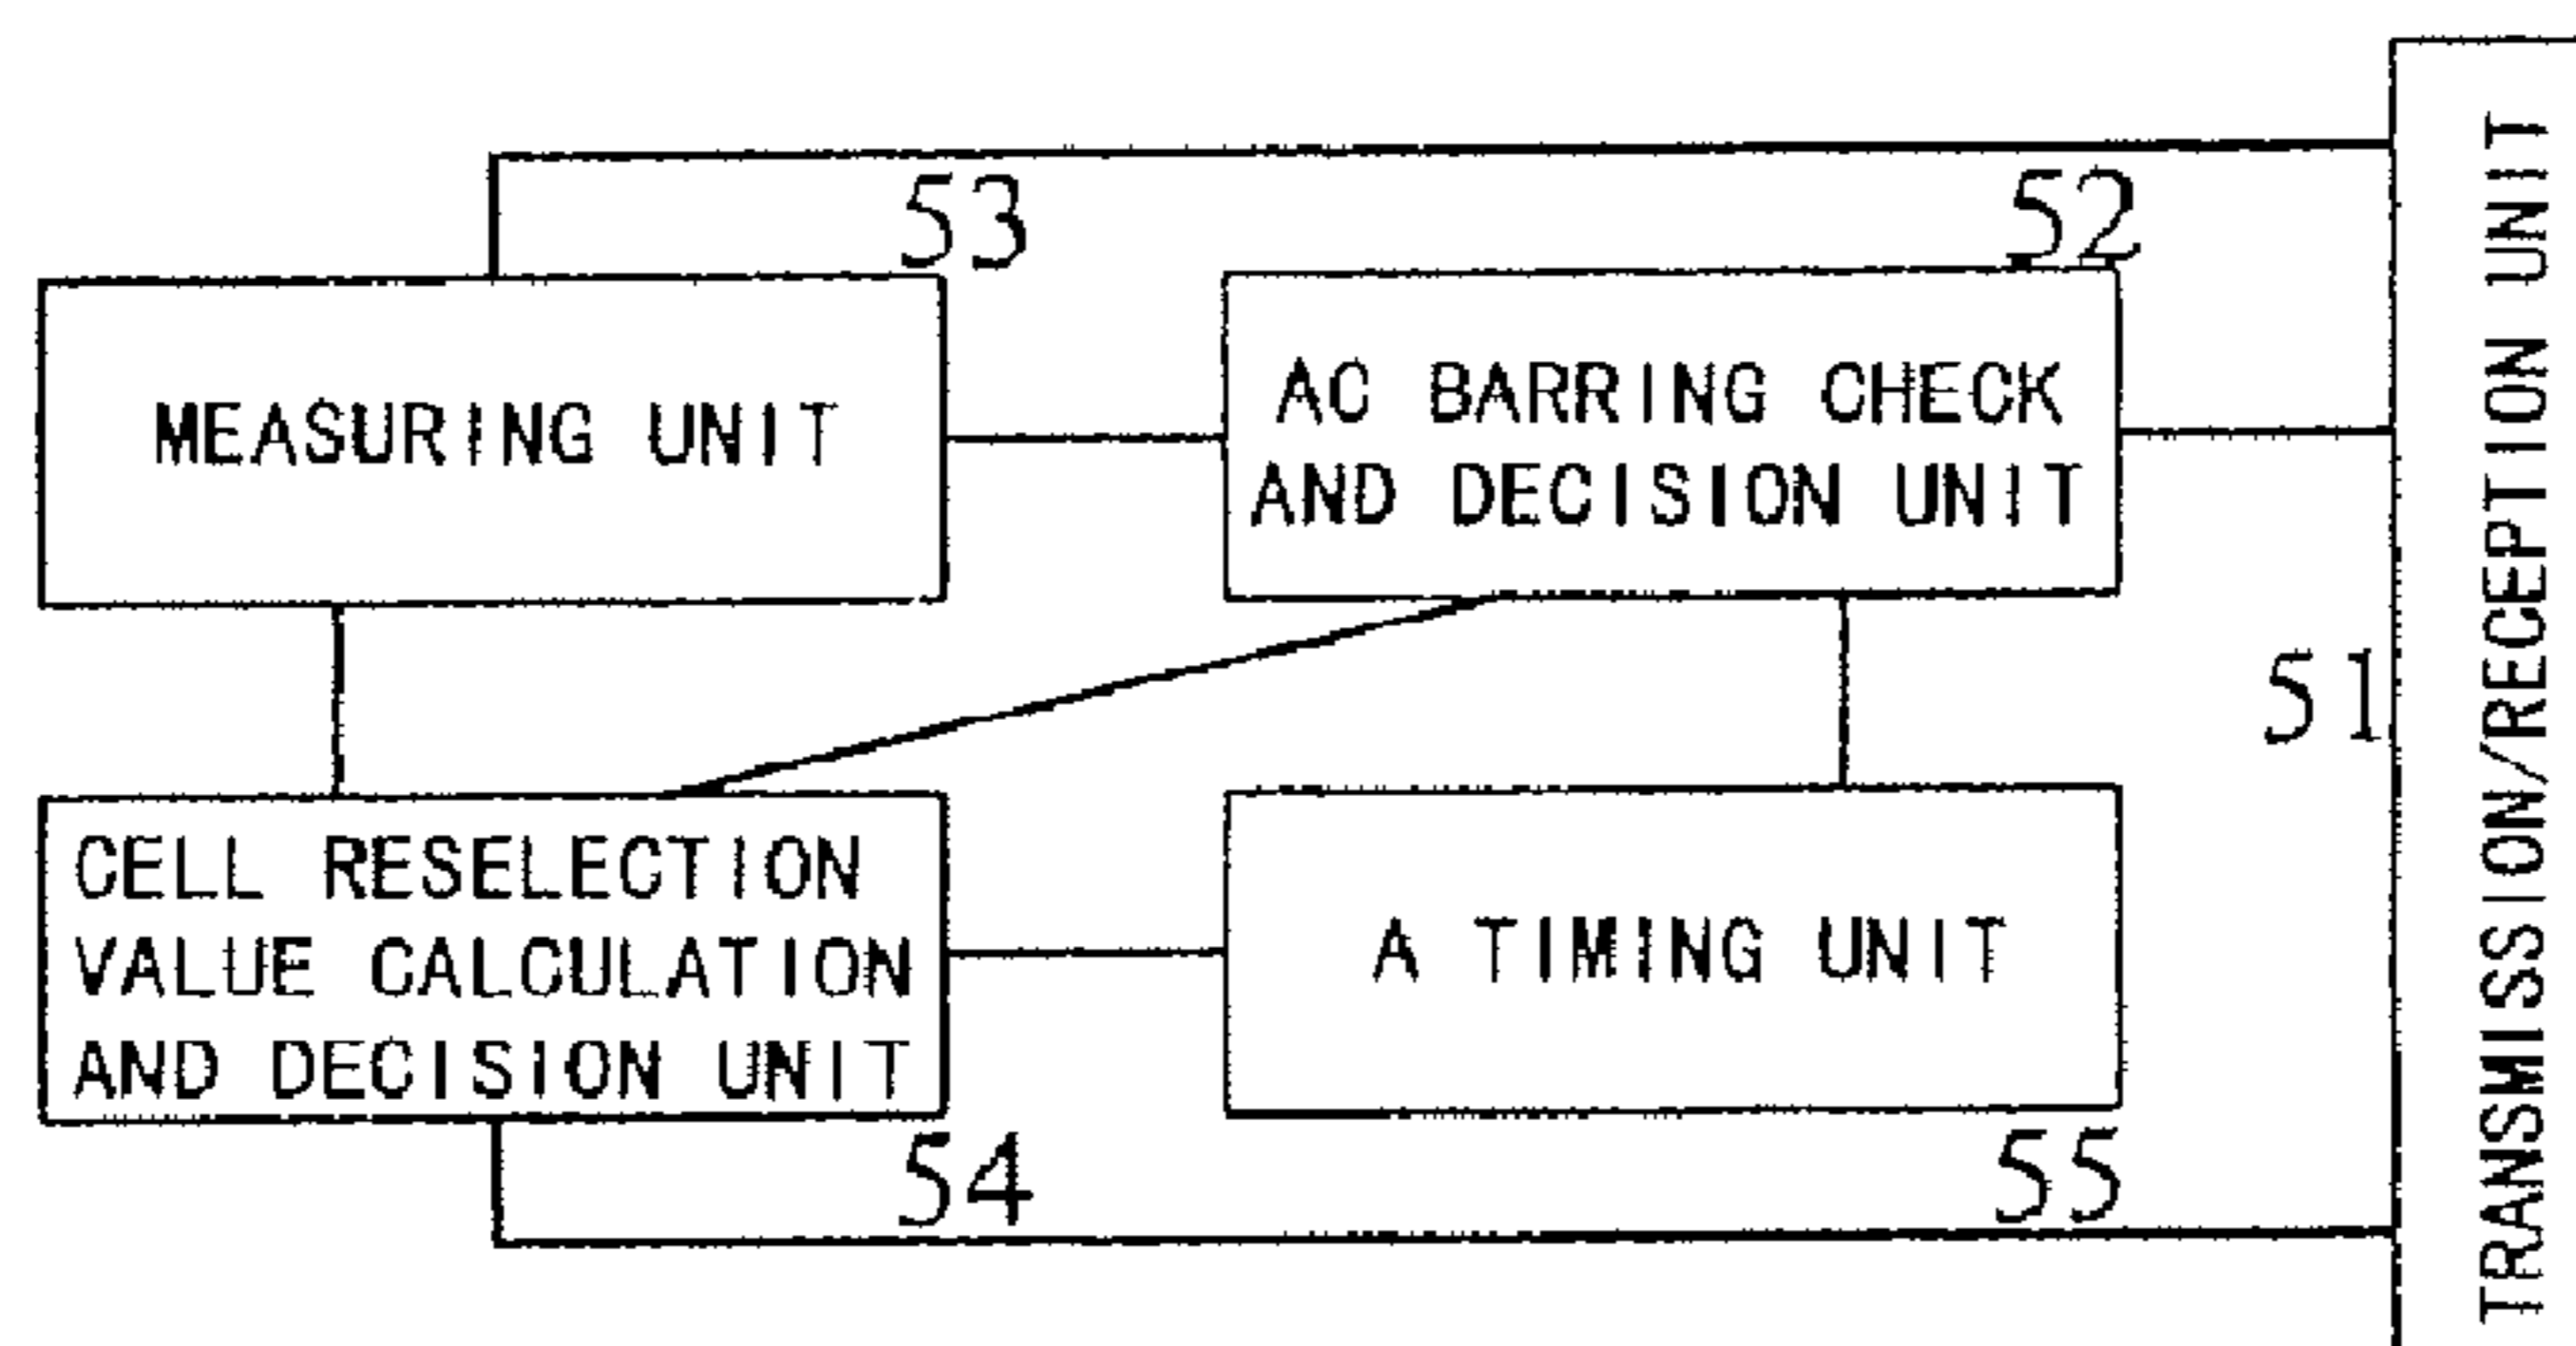 53
52
MEASURING UNIT
AC BARRING CHECK
AND DECISION UNIT
51
TRANSMISSION/RECEPTION UNIT
CELL RESELECTION
VALUE CALCULATION
AND DECISION UNIT
A TIMING UNIT
54
55